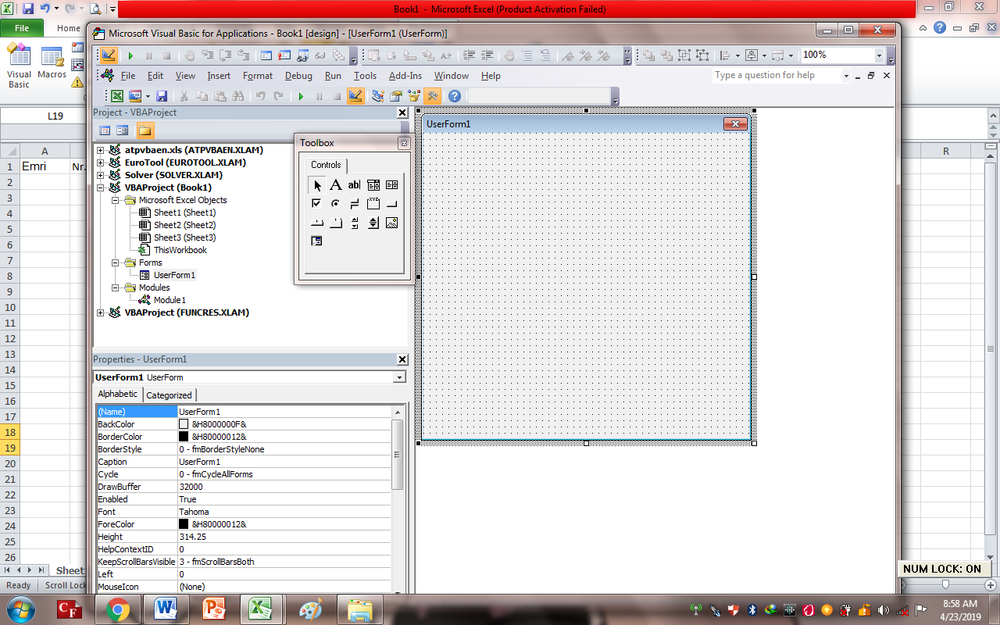 Book1 - Microsoft Excel (Product Activation Failed)
File Home
Microsoft Visual Basic for Applications - Book1 [design] - [UserForm1 (UserForm)]
100%
Visual Basic
Macros
File Edit View Insert Format Debug Run Tools Add-Ins Window Help
Type a question for help
L19
Project - VBAProject
UserForm1
Toolbox
Controls
atpvbaen.xls (ATPVBAEN.XLAM)
EuroTool (EUROTOOL.XLAM)
Solver (SOLVER.XLAM)
VBAProject (Book1)
Microsoft Excel Objects
Sheet1 (Sheet1)
Sheet2 (Sheet2)
Sheet3 (Sheet3)
ThisWorkbook
Forms
UserForm1
Modules
Module1
VBAProject (FUNCRES.XLAM)
A R
1 Emri Nr.
2
3
4
5
6
7
8
9
10
11
12
13
14
15
16
17
18
19
20
21
22
23
24
25
26
Properties - UserForm1
UserForm1 UserForm
Alphabetic Categorized
(Name) UserForm1
BackColor &H8000000F&
BorderColor &H80000012&
BorderStyle 0 - fmBorderStyleNone
Caption UserForm1
Cycle 0 - fmCycleAllForms
DrawBuffer 32000
Enabled True
Font Tahoma
ForeColor &H80000012&
Height 314.25
HelpContextID 0
KeepScrollBarsVisible 3 - fmScrollBarsBoth
Left 0
MouseIcon (None)
Sheet
Ready Scroll Lock
NUM LOCK: ON
8:58 AM
4/23/2019